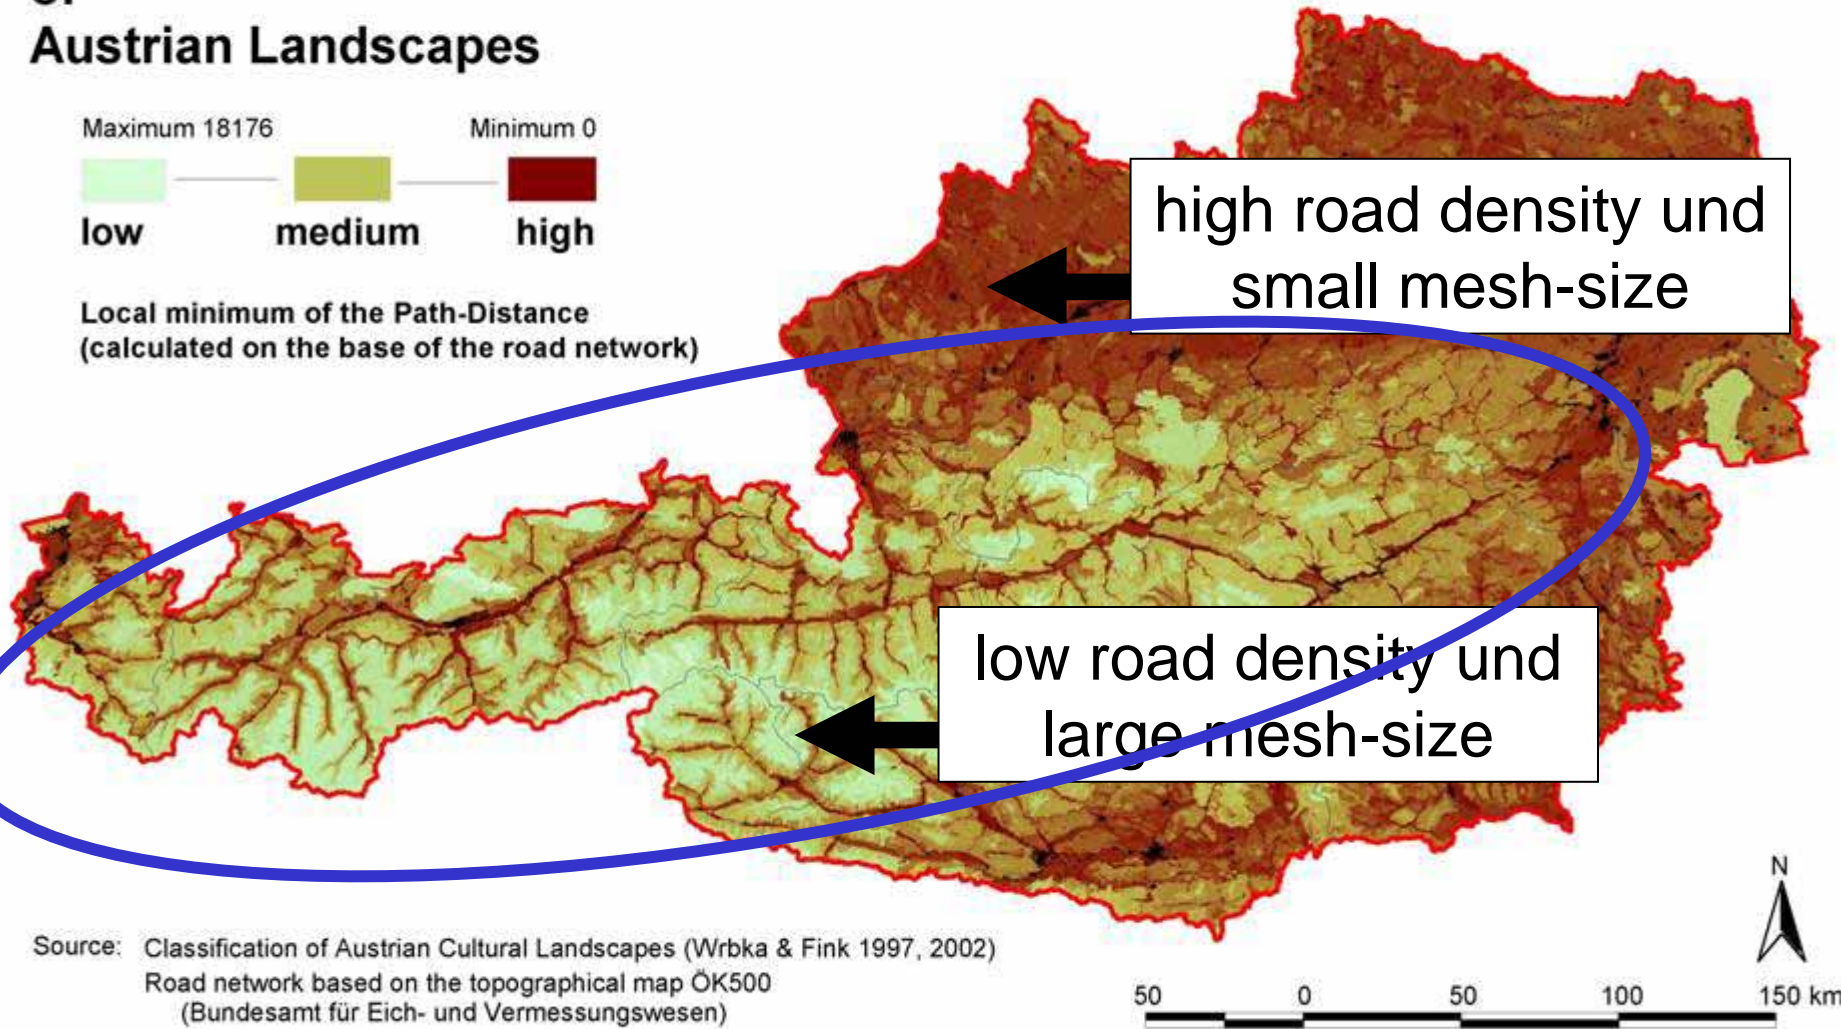 Austrian Landscapes
Maximum 18176 Minimum 0
low medium high
Local minimum of the Path-Distance
(calculated on the base of the road network)
high road density und
small mesh-size
low road density und
large mesh-size
N
Source: Classification of Austrian Cultural Landscapes (Wrbka & Fink 1997, 2002)
Road network based on the topographical map ÖK500
(Bundesamt für Eich- und Vermessungswesen)
50 0 50 100 150 km